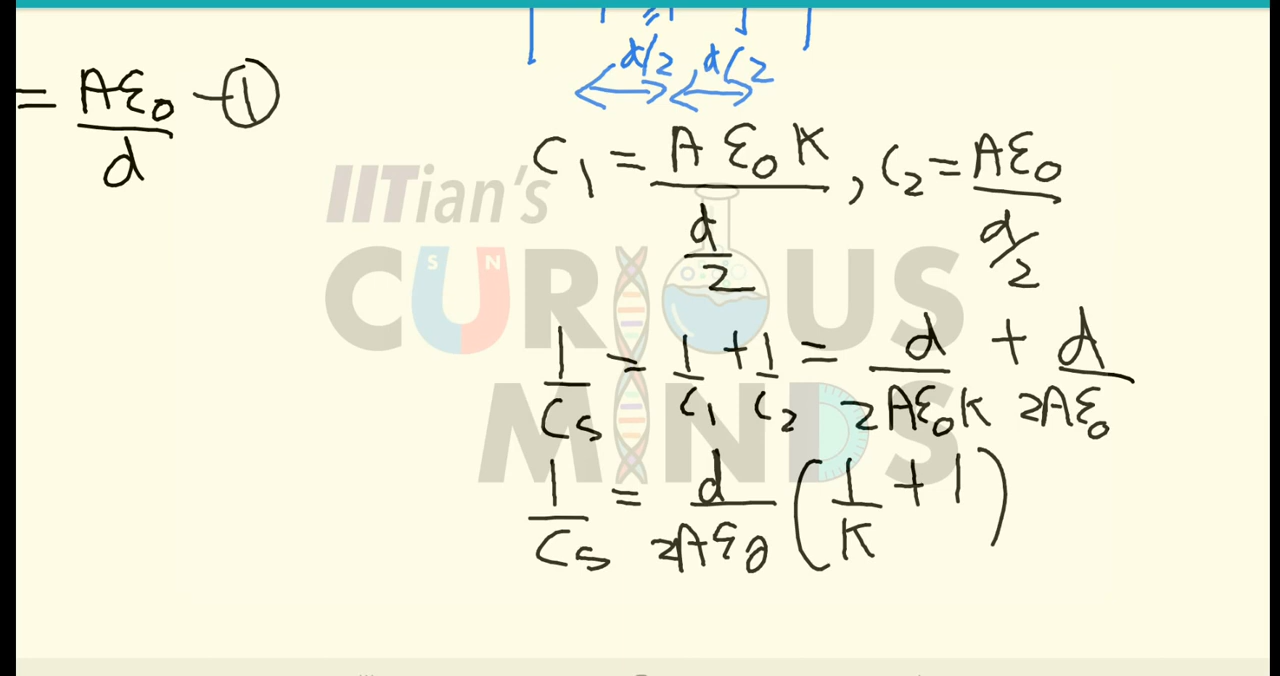 d/2 d/2
= Aε₀/d - ①
C₁ = Aε₀K/(d/2), C₂ = Aε₀/(d/2)
IITian's
CURIOUS
S N
MINDS
1/Cs = 1/C₁ + 1/C₂ = d/2Aε₀K + d/2Aε₀
1/Cs = d/2Aε₀ (1/K + 1)